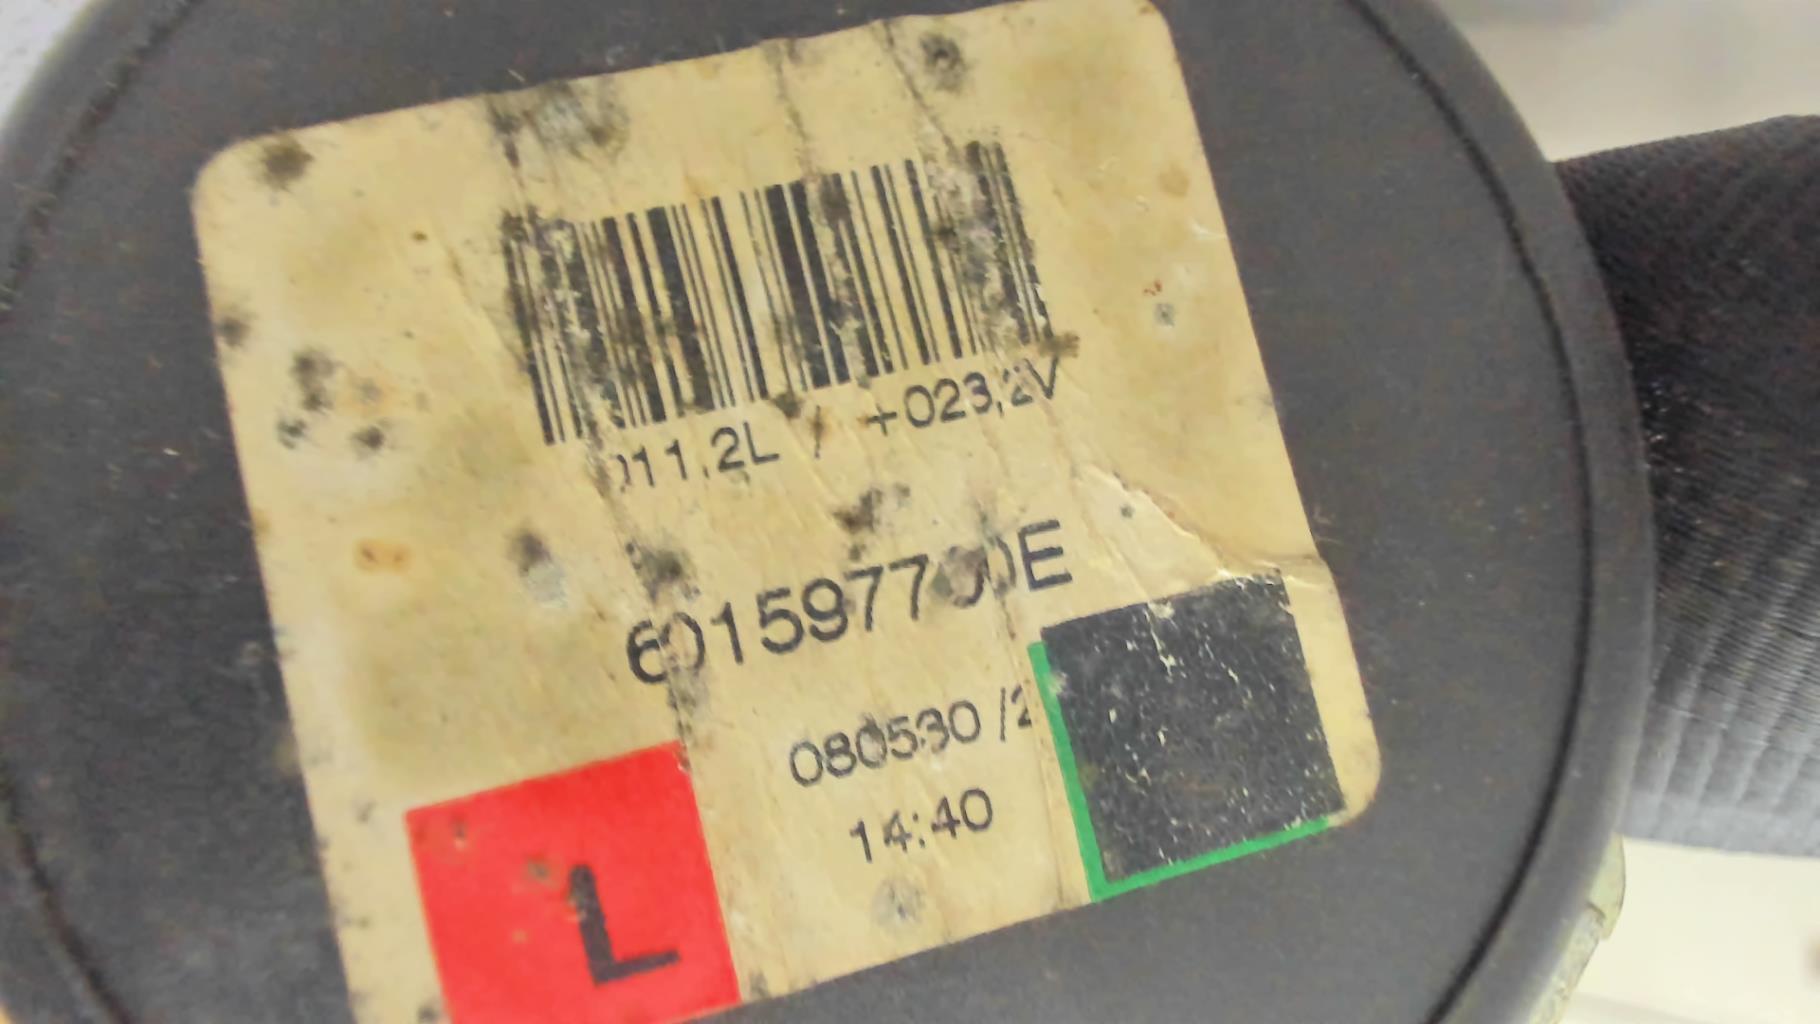 011.2L / +023,2V
601597700E
080530 /2
14:40
L